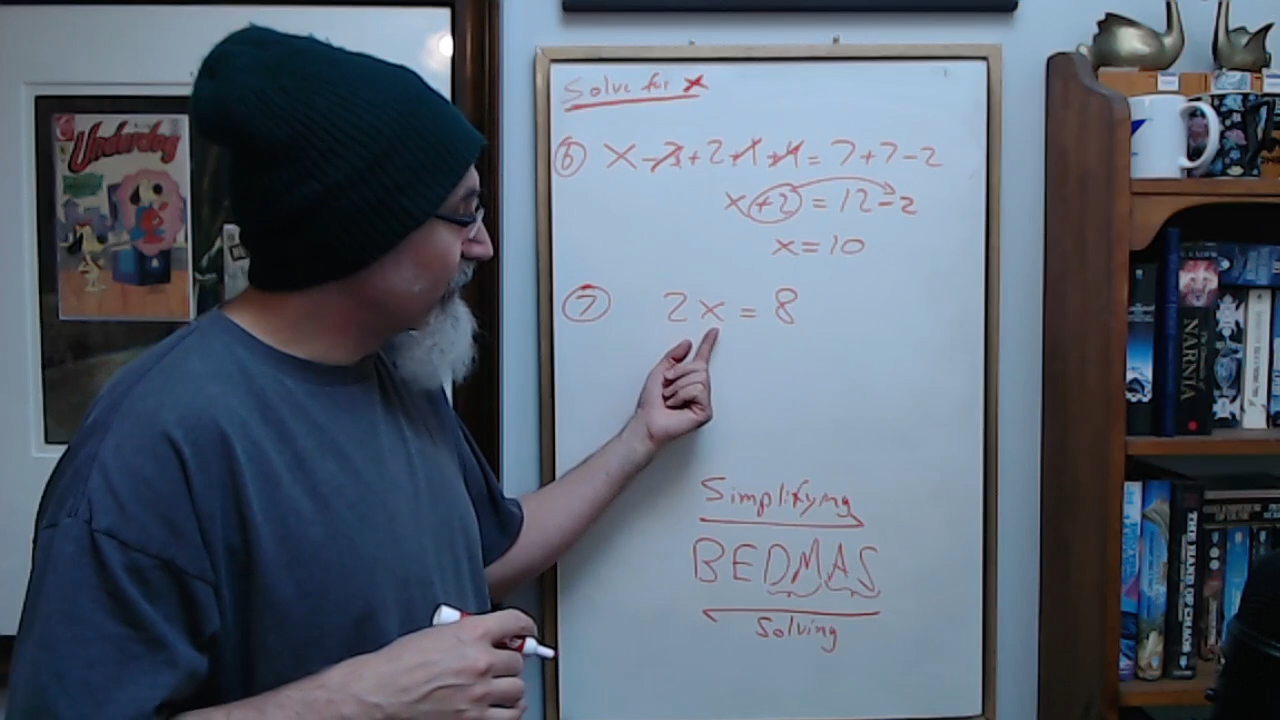 Solve for x
⑥ x - 3 + 2 + 1 + 4 = 7 + 7 - 2
x + 2 = 12 - 2
x = 10
⑦ 2x = 8
Simplifying
BEDMAS
Solving
Underdog
NARNIA